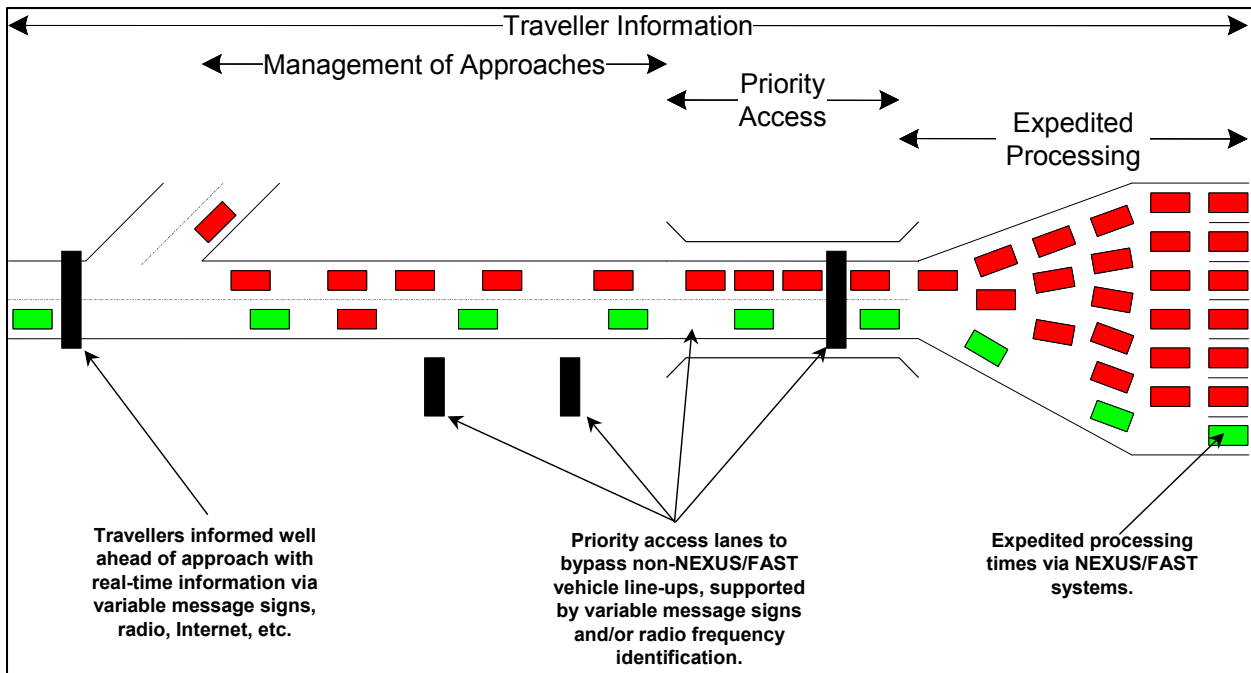 Traveller Information
Management of Approaches
Priority
Access
Expedited
Processing
Travellers informed well
ahead of approach with
real-time information via
variable message signs,
radio, Internet, etc.
Priority access lanes to
bypass non-NEXUS/FAST
vehicle line-ups, supported
by variable message signs
and/or radio frequency
identification.
Expedited processing
times via NEXUS/FAST
systems.